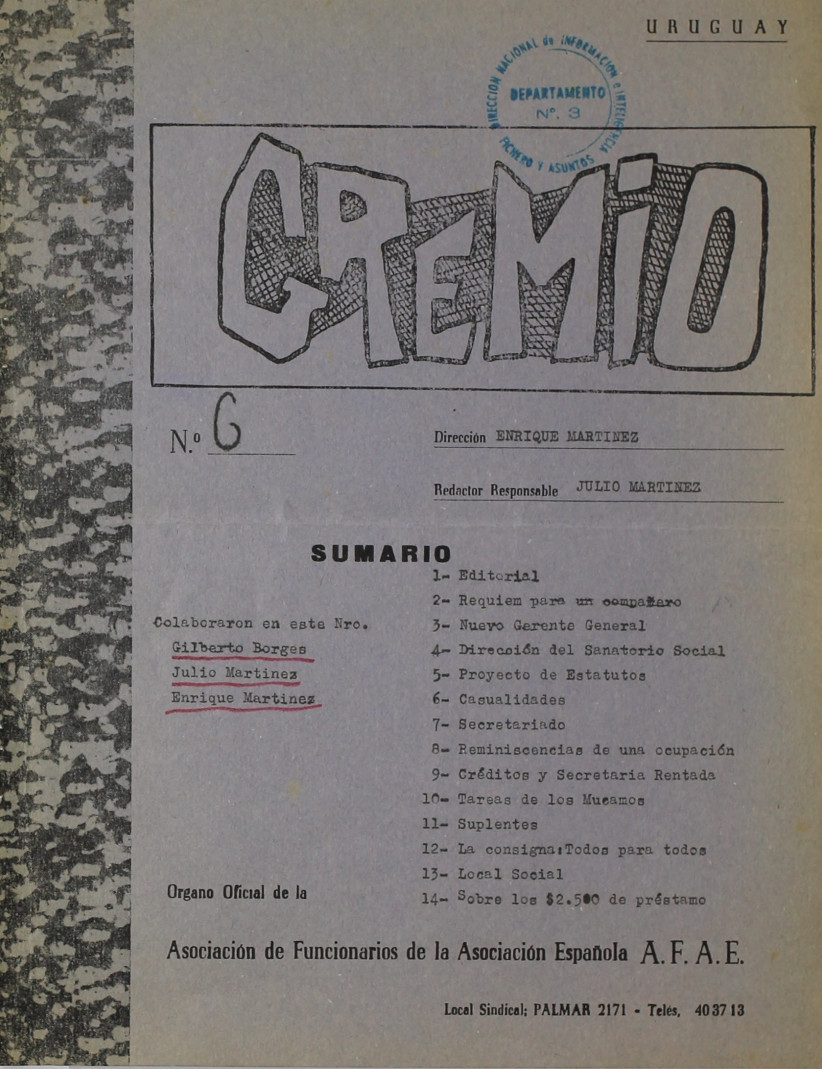 URUGUAY
DIRECCION NACIONAL de INFORMACION e INTELIGENCIA
DEPARTAMENTO
Nº. 3
FICHERO Y ASUNTOS
GREMiO
N.º 6
Dirección ENRIQUE MARTINEZ
Redactor Responsable JULIO MARTINEZ
SUMARIO
1- Editorial
2- Requiem para un compañero
Colaboraron en este Nro.
3- Nuevo Gerente General
Gilberto Borges
4- Dirección del Sanatorio Social
Julio Martinez
5- Proyecto de Estatutos
Enrique Martinez
6- Casualidades
7- Secretariado
8- Reminiscencias de una ocupación
9- Créditos y Secretaria Rentada
10- Tareas de los Mucamos
11- Suplentes
12- La consigna:Todos para todos
13- Local Social
14- Sobre los $2.500 de préstamo
Organo Oficial de la
Asociación de Funcionarios de la Asociación Española A.F.A.E.
Local Sindical; PALMAR 2171 - Teles, 403713